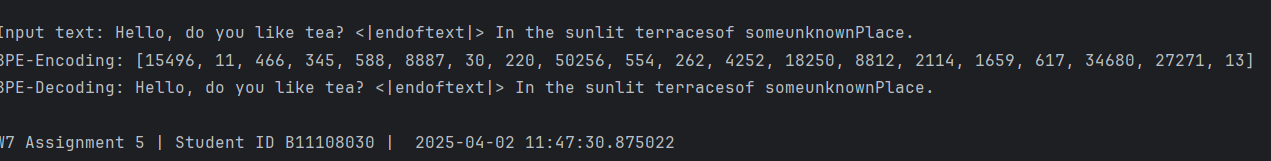 Input text: Hello, do you like tea? <|endoftext|> In the sunlit terracesof someunknownPlace.
BPE-Encoding: [15496, 11, 466, 345, 588, 8887, 30, 220, 50256, 554, 262, 4252, 18250, 8812, 2114, 1659, 617, 34680, 27271, 13]
BPE-Decoding: Hello, do you like tea? <|endoftext|> In the sunlit terracesof someunknownPlace.
W7 Assignment 5 | Student ID B11108030 |  2025-04-02 11:47:30.875022